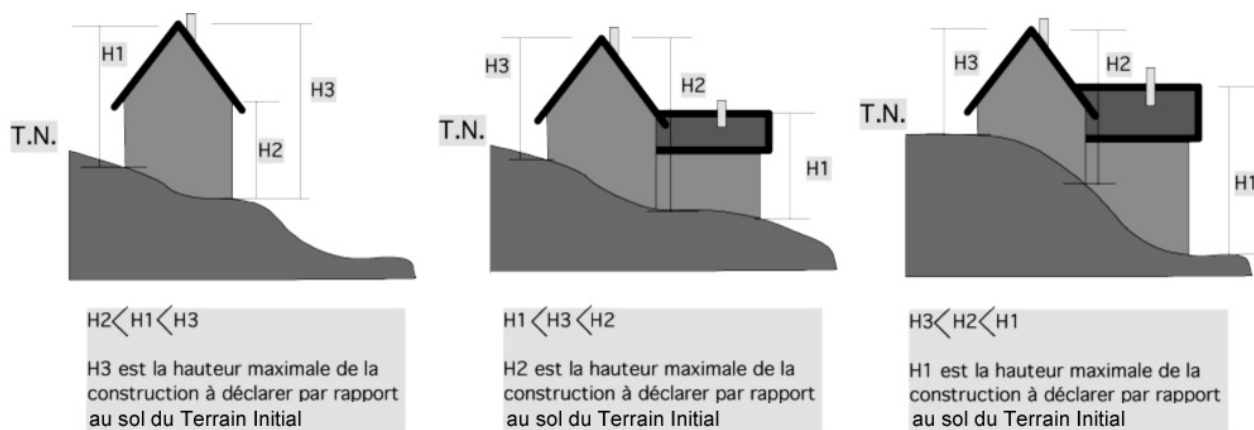 H1
H3
T.N.
H2
H3
H2
T.N.
H1
H3
H2
T.N.
H1
H2<H1<H3
H3 est la hauteur maximale de la
construction à déclarer par rapport
au sol du Terrain Initial
H1<H3<H2
H2 est la hauteur maximale de la
construction à déclarer par rapport
au sol du Terrain Initial
H3<H2<H1
H1 est la hauteur maximale de la
construction à déclarer par rapport
au sol du Terrain Initial